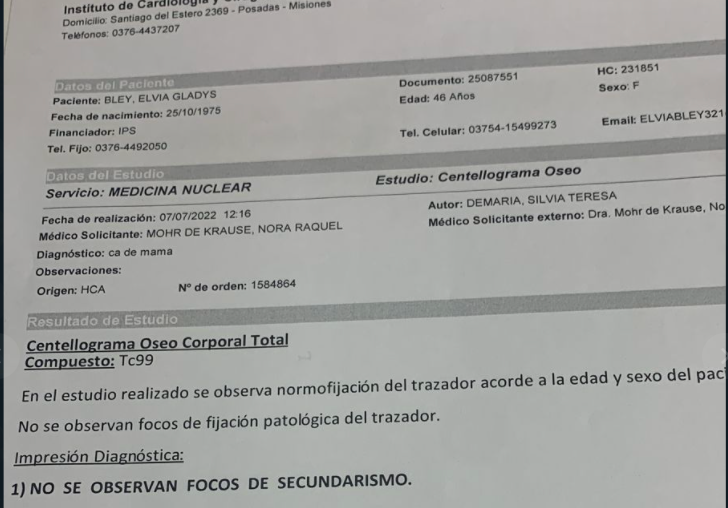 Instituto de Cardiología y
Domicilio: Santiago del Estero 2369 - Posadas - Misiones
Teléfonos: 0376-4437207
Datos del Paciente
Paciente: BLEY, ELVIA GLADYS
Fecha de nacimiento: 25/10/1975
Financiador: IPS
Tel. Fijo: 0376-4492050
Documento: 25087551
Edad: 46 Años
Tel. Celular: 03754-15499273
HC: 231851
Sexo: F
Email: ELVIABLEY321
Datos del Estudio
Servicio: MEDICINA NUCLEAR
Estudio: Centellograma Oseo
Fecha de realización: 07/07/2022 12:16
Médico Solicitante: MOHR DE KRAUSE, NORA RAQUEL
Diagnóstico: ca de mama
Observaciones:
Origen: HCA
Nº de orden: 1584864
Autor: DEMARIA, SILVIA TERESA
Médico Solicitante externo: Dra. Mohr de Krause, No
Resultado de Estudio
Centellograma Oseo Corporal Total
Compuesto: Tc99
En el estudio realizado se observa normofijación del trazador acorde a la edad y sexo del paci
No se observan focos de fijación patológica del trazador.
Impresión Diagnóstica:
1) NO SE OBSERVAN FOCOS DE SECUNDARISMO.